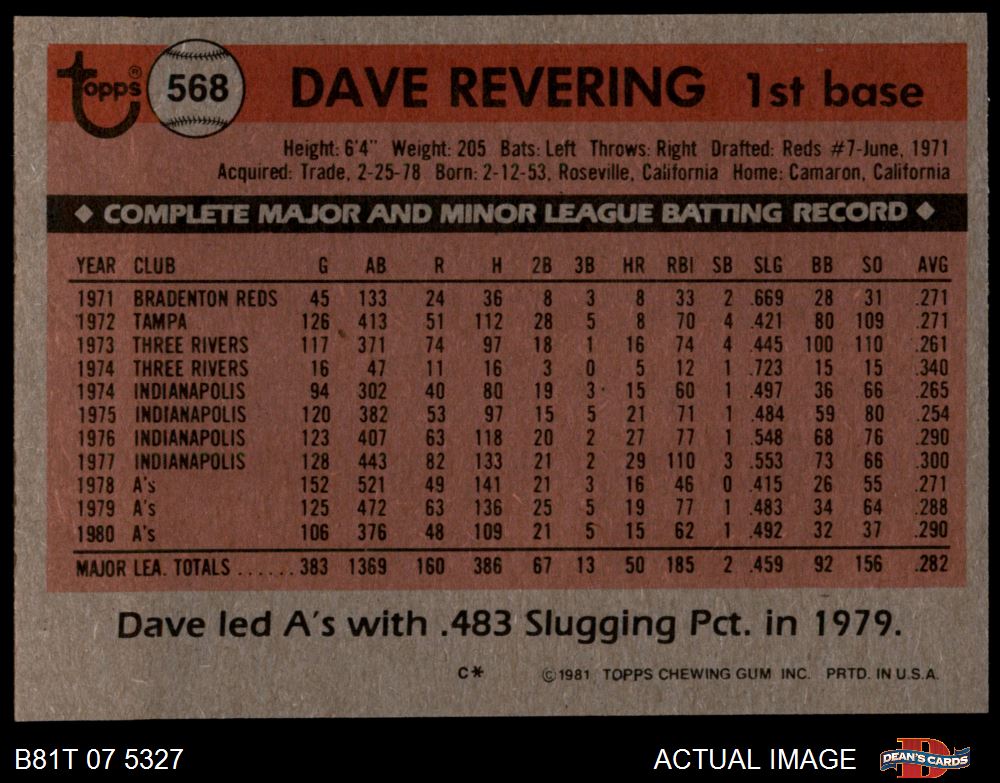 topps® 568 DAVE REVERING 1st base
Height: 6'4" Weight: 205 Bats: Left Throws: Right Drafted: Reds #7-June, 1971
Acquired: Trade, 2-25-78 Born: 2-12-53, Roseville, California Home: Camaron, California
◆ COMPLETE MAJOR AND MINOR LEAGUE BATTING RECORD ◆
YEAR CLUB G AB R H 2B 3B HR RBI SB SLG BB SO AVG
1971 BRADENTON REDS 45 133 24 36 8 3 8 33 2 .669 28 31 .271
1972 TAMPA 126 413 51 112 28 5 8 70 4 .421 80 109 .271
1973 THREE RIVERS 117 371 74 97 18 1 16 74 4 .445 100 110 .261
1974 THREE RIVERS 16 47 11 16 3 0 5 12 1 .723 15 15 .340
1974 INDIANAPOLIS 94 302 40 80 19 3 15 60 1 .497 36 66 .265
1975 INDIANAPOLIS 120 382 53 97 15 5 21 71 1 .484 59 80 .254
1976 INDIANAPOLIS 123 407 63 118 20 2 27 77 1 .548 68 76 .290
1977 INDIANAPOLIS 128 443 82 133 21 2 29 110 3 .553 73 66 .300
1978 A's 152 521 49 141 21 3 16 46 0 .415 26 55 .271
1979 A's 125 472 63 136 25 5 19 77 1 .483 34 64 .288
1980 A's 106 376 48 109 21 5 15 62 1 .492 32 37 .290
MAJOR LEA. TOTALS ...... 383 1369 160 386 67 13 50 185 2 .459 92 156 .282
Dave led A's with .483 Slugging Pct. in 1979.
C* ©1981 TOPPS CHEWING GUM INC. PRTD. IN U.S.A.
B81T 07 5327 ACTUAL IMAGE DEAN'S CARDS